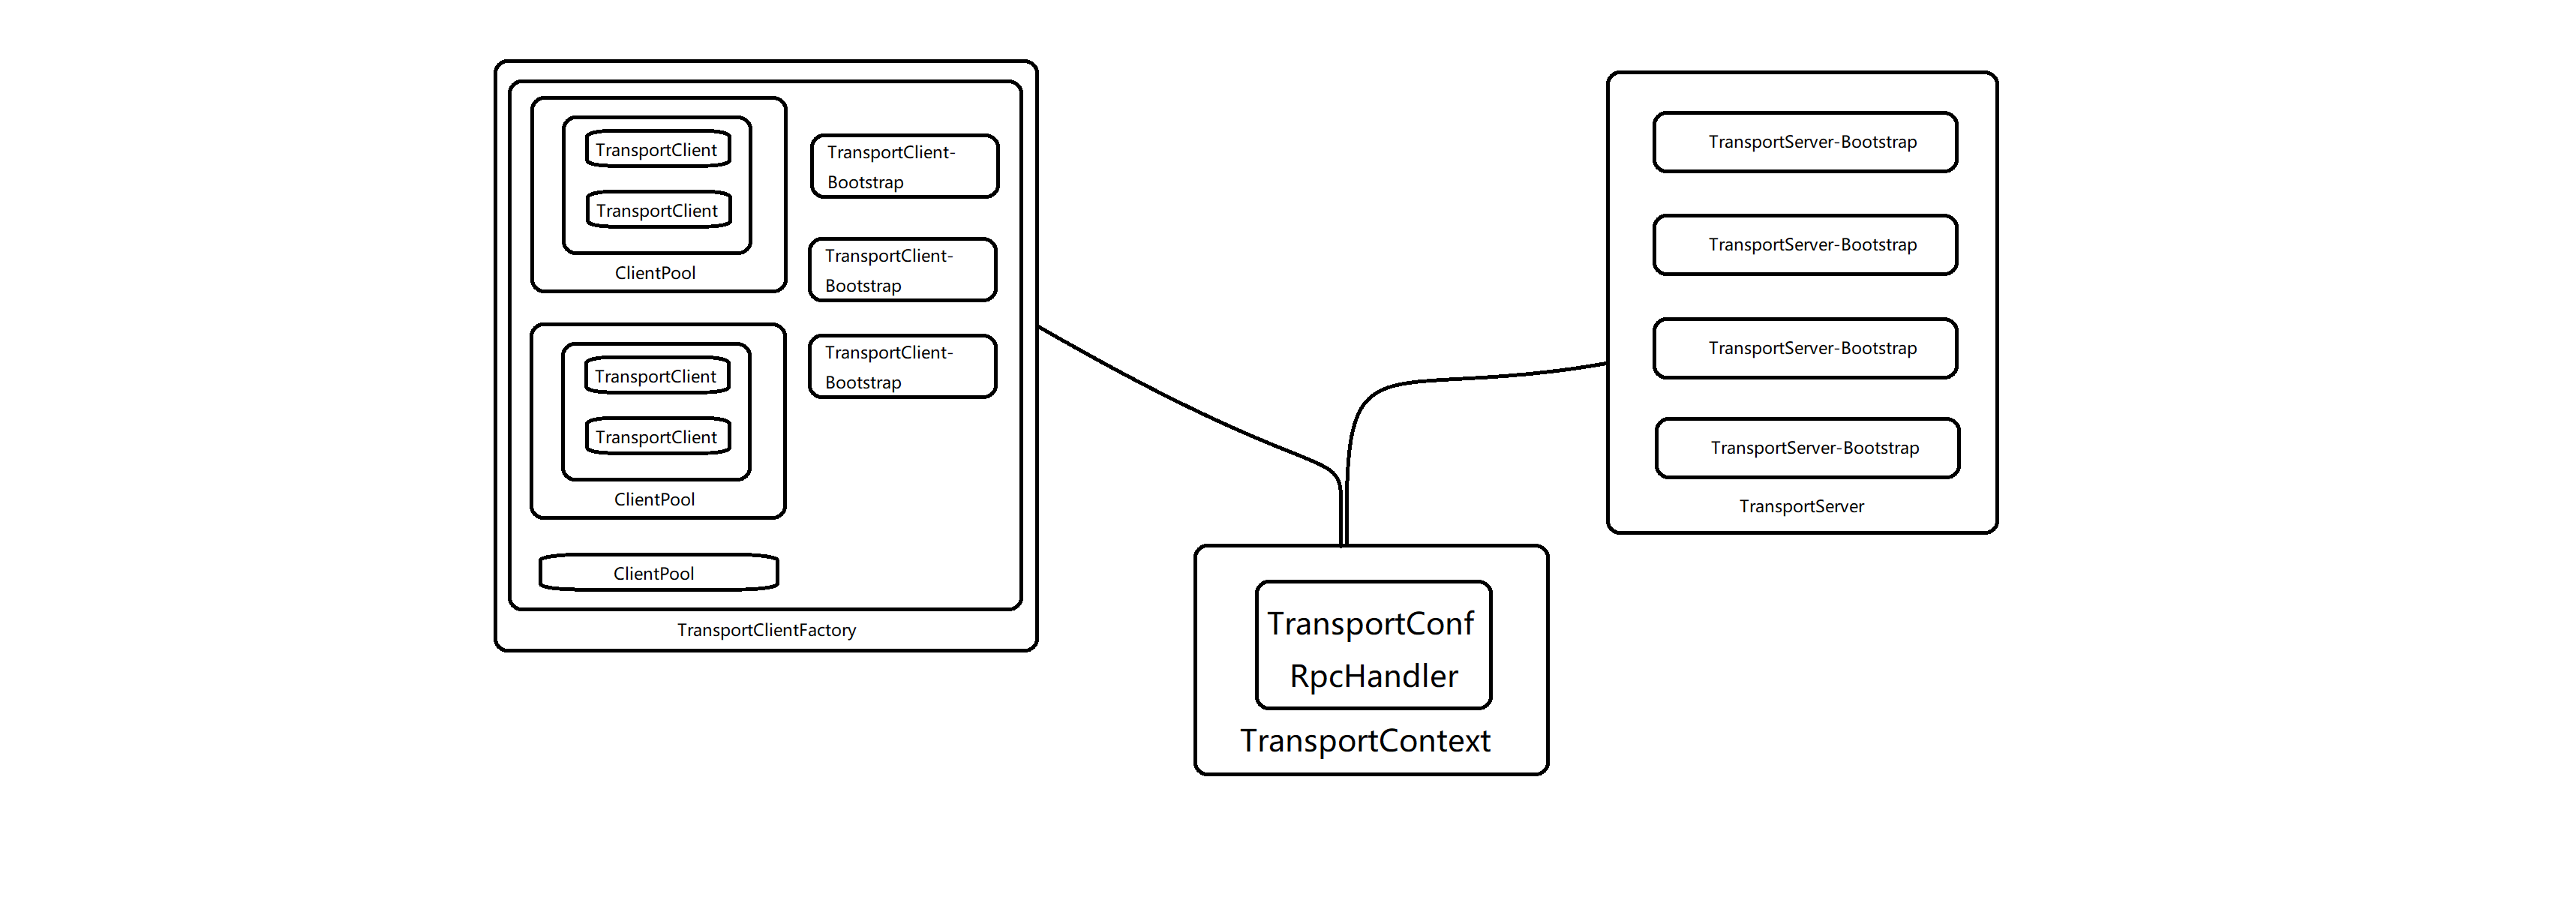 TransportClient
TransportClient
ClientPool
TransportClient
TransportClient
ClientPool
ClientPool
TransportClient-
Bootstrap
TransportClient-
Bootstrap
TransportClient-
Bootstrap
TransportClientFactory
TransportConf
RpcHandler
TransportContext
TransportServer-Bootstrap
TransportServer-Bootstrap
TransportServer-Bootstrap
TransportServer-Bootstrap
TransportServer